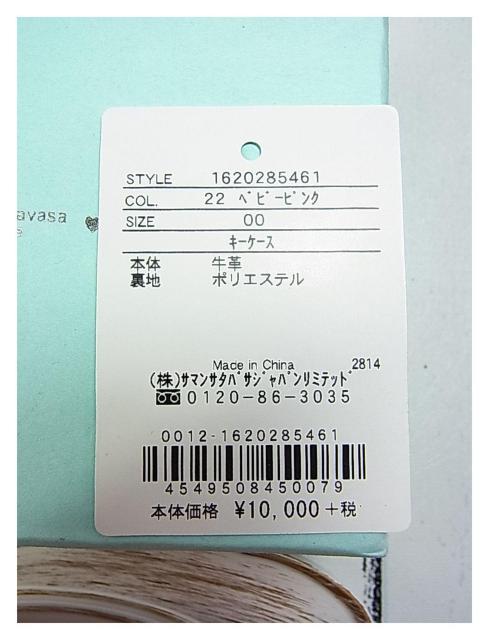 avasa
STYLE 1620285461
COL. 22 ﾍﾞﾋﾞｰﾋﾟﾝｸ
SIZE 00
ｷｰｹｰｽ
本体 牛革
裏地 ポリエステル
Made in China 2814
(株)ｻﾏﾝｻﾀﾊﾞｻｼﾞｬﾊﾟﾝﾘﾐﾃｯﾄﾞ
0120-86-3035
0012-1620285461
4549508450079
本体価格 ¥10,000+税